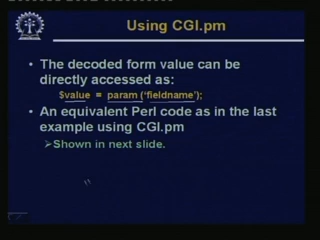 Using CGI.pm
• The decoded form value can be
directly accessed as:
$value = param ('fieldname');
• An equivalent Perl code as in the last
example using CGI.pm
➢Shown in next slide.